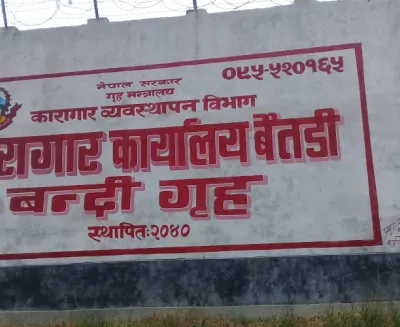 ०९५-५२०१६५
नेपाल सरकार
गृह मन्त्रालय
कारागार व्यवस्थापन विभाग
कार्यालय बैतडी
बन्दी गृह
स्थापितः२०४०